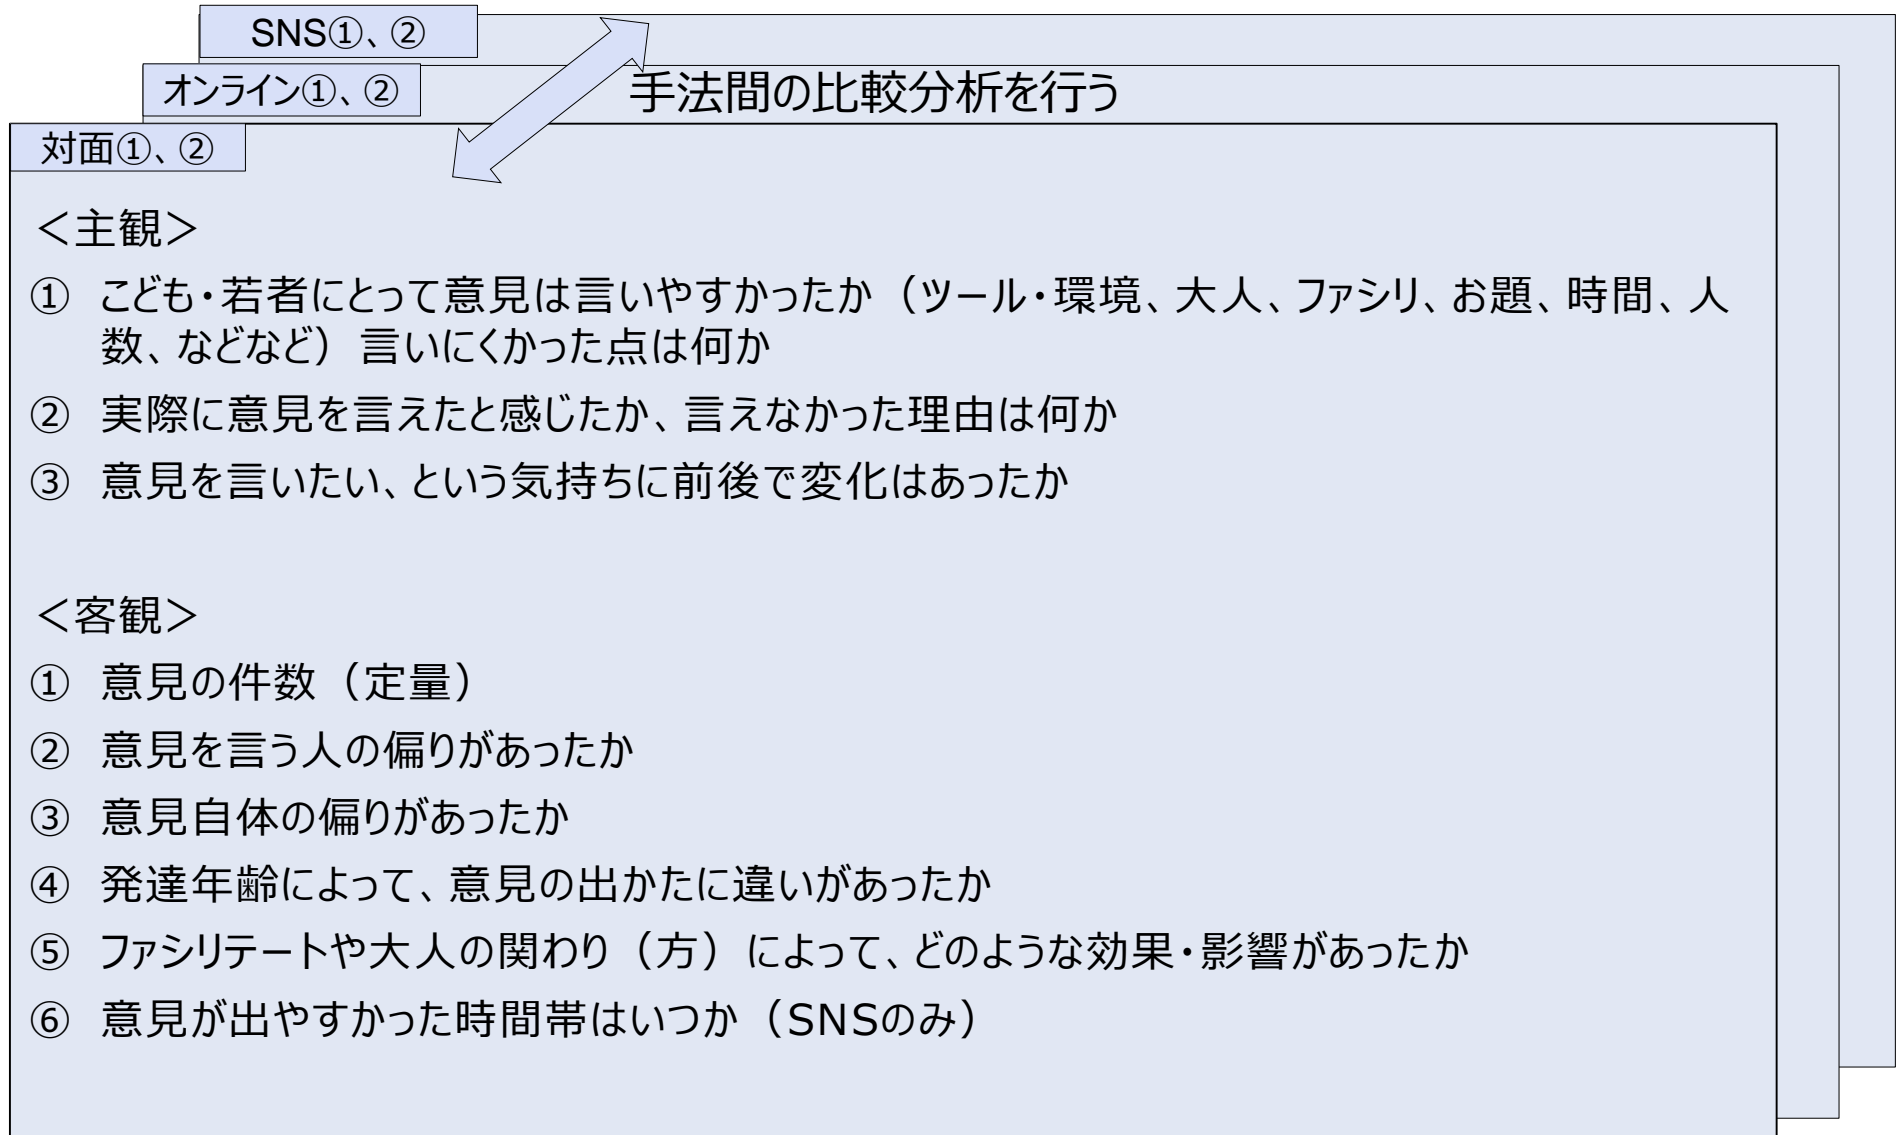 SNS①、②
オンライン①、②
手法間の比較分析を行う
対面①、②
＜主観＞
① こども・若者にとって意見は言いやすかったか（ツール・環境、大人、ファシリ、お題、時間、人
数、などなど）言いにくかった点は何か
② 実際に意見を言えたと感じたか、言えなかった理由は何か
③ 意見を言いたい、という気持ちに前後で変化はあったか
＜客観＞
① 意見の件数（定量）
② 意見を言う人の偏りがあったか
③ 意見自体の偏りがあったか
④ 発達年齢によって、意見の出かたに違いがあったか
⑤ ファシリテートや大人の関わり（方）によって、どのような効果・影響があったか
⑥ 意見が出やすかった時間帯はいつか（SNSのみ）